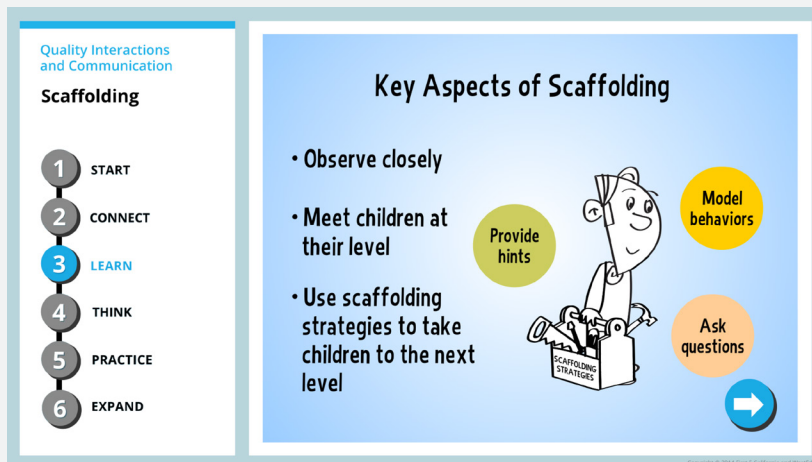 Quality Interactions
and Communication
Scaffolding
1 START
2 CONNECT
3 LEARN
4 THINK
5 PRACTICE
6 EXPAND
Key Aspects of Scaffolding
• Observe closely
• Meet children at
their level
• Use scaffolding
strategies to take
children to the next
level
Provide
hints
Model
behaviors
Ask
questions
SCAFFOLDING
STRATEGIES